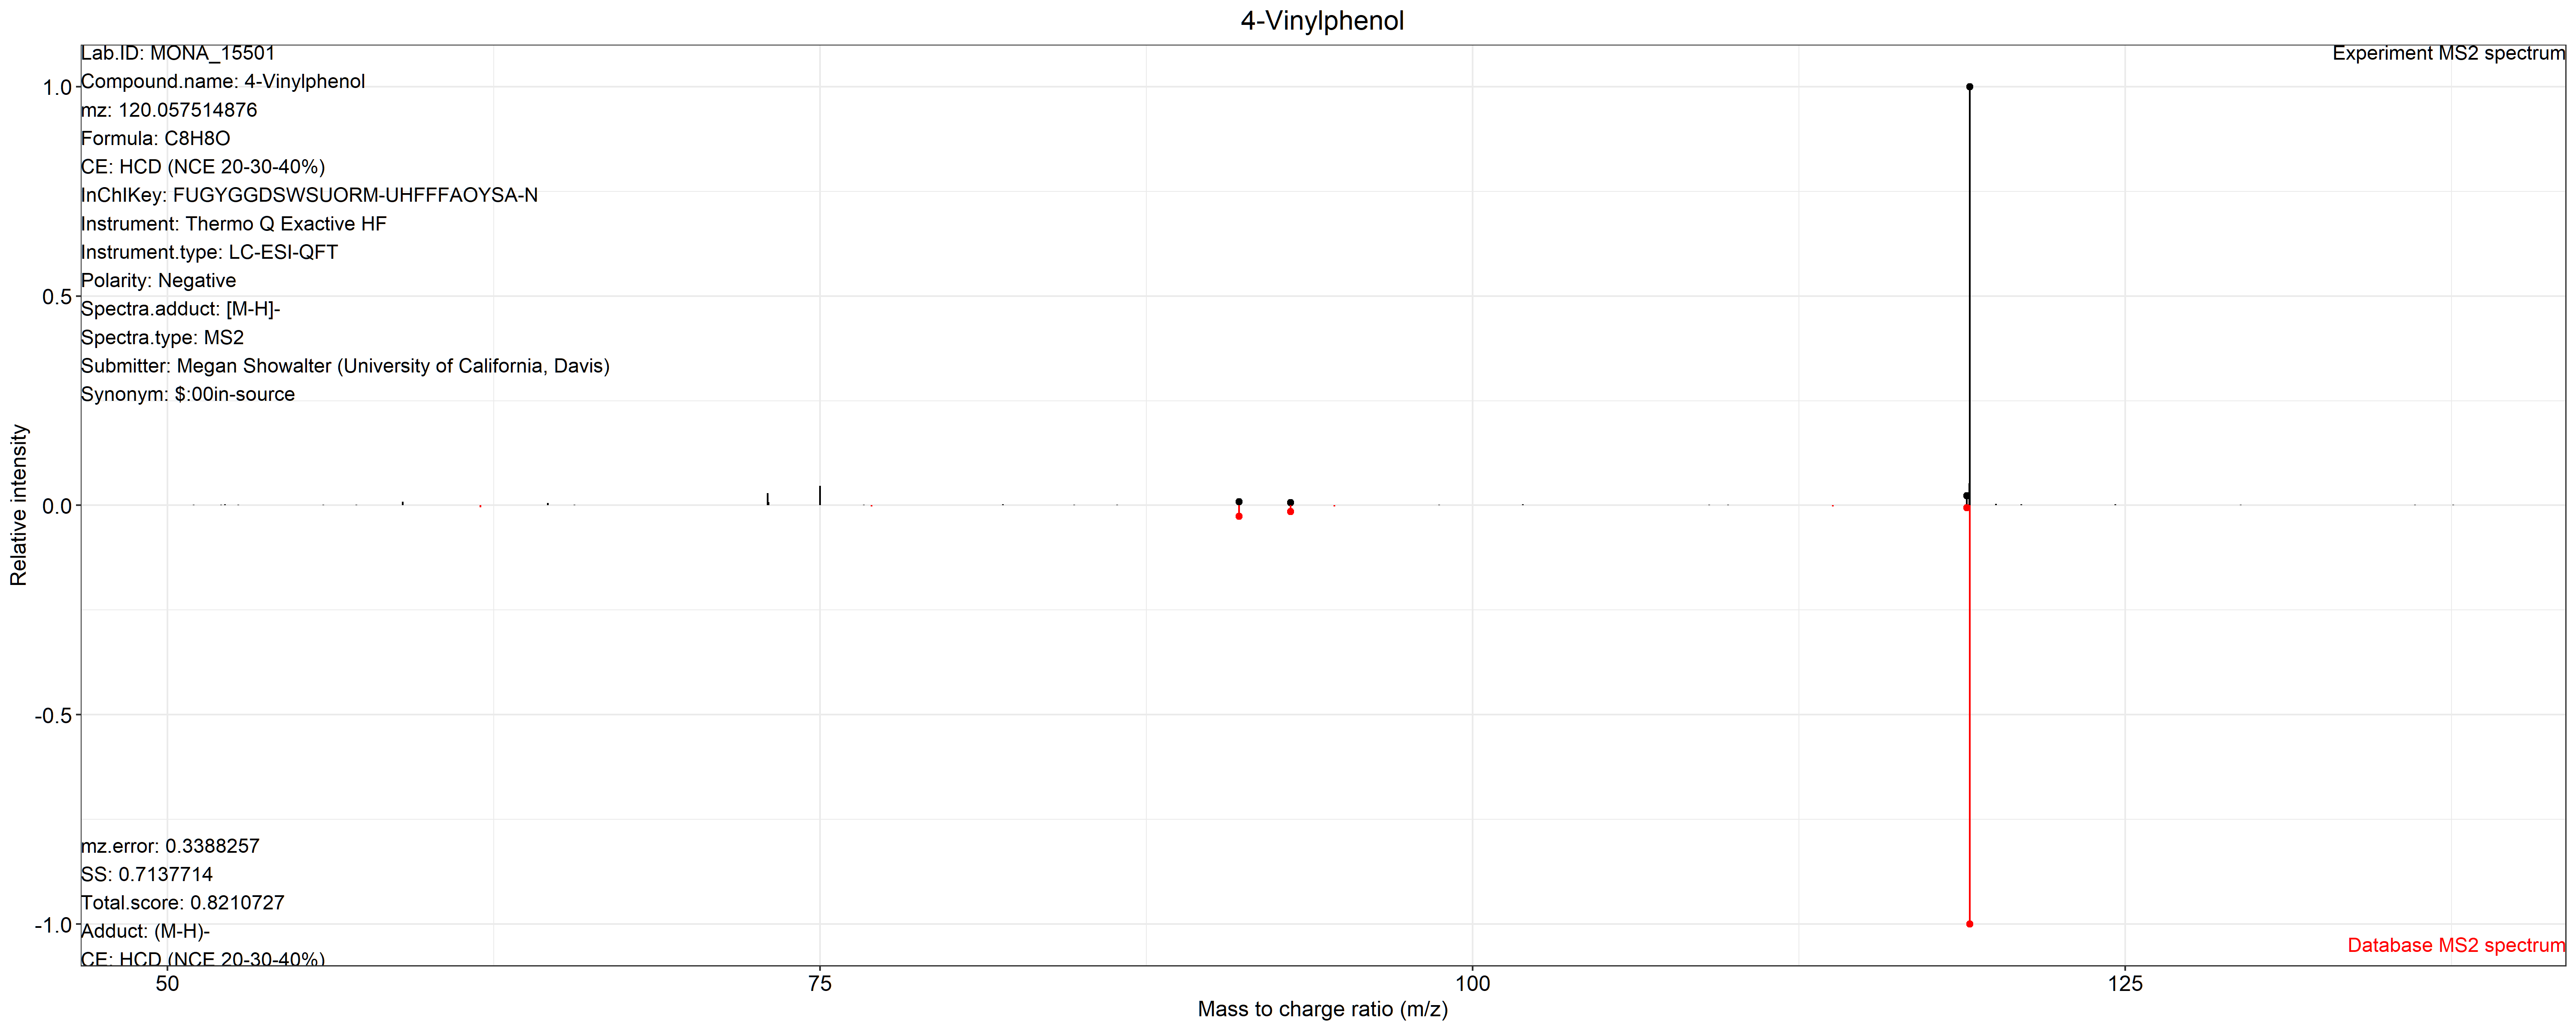 4-Vinylphenol
Lab.ID: MONA_15501
Experiment MS2 spectrum
Compound.name: 4-Vinylphenol
mz: 120.057514876
Formula: C8H8O
CE: HCD (NCE 20-30-40%)
InChIKey: FUGYGGDSWSUORM-UHFFFAOYSA-N
Instrument: Thermo Q Exactive HF
Instrument.type: LC-ESI-QFT
Polarity: Negative
Spectra.adduct: [M-H]-
Spectra.type: MS2
Submitter: Megan Showalter (University of California, Davis)
Synonym: $:00in-source
1.0
0.5
0.0
-0.5
-1.0
Relative intensity
mz.error: 0.3388257
SS: 0.7137714
Total.score: 0.8210727
Adduct: (M-H)-
CE: HCD (NCE 20-30-40%)
Database MS2 spectrum
50
75
100
125
Mass to charge ratio (m/z)